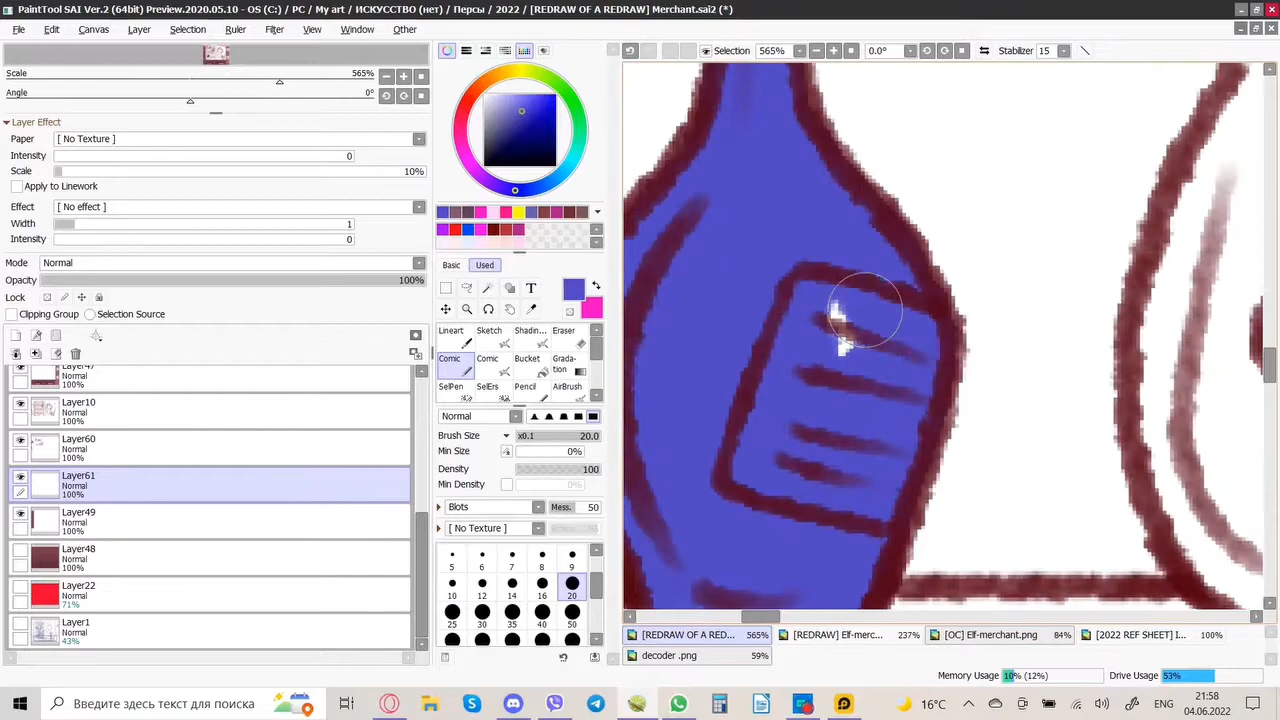 PaintTool SAI Ver.2 (64bit) Preview.2020.05.10 - OS (C:) / PC / My art / ИСКУССТВО (нет) / Персы / 2022 / [REDRAW OF A REDRAW] Merchant.sai2 (*)
File Edit Canvas Layer Selection Ruler Filter View Window Other
Scale 565%
Angle 0°
Layer Effect
Paper [ No Texture ]
Intensity 0
Scale 10%
Apply to Linework
Effect [ No effect ]
Width 1
Intensity 0
Mode Normal
Opacity 100%
Lock
Clipping Group Selection Source
Layer47
Normal
100%
Layer10
Normal
100%
Layer60
Normal
100%
Layer61
Normal
100%
Layer49
Normal
100%
Layer48
Normal
100%
Layer22
Normal
71%
Layer1
Normal
43%
Basic Used
T
Lineart Sketch Shadin... Eraser
Comic Comic Bucket Gradation
SelPen SelErs Pencil AirBrush
Normal
Brush Size x0.1 20.0
Min Size 0%
Density 100
Min Density 0%
Blots Mess. 50
[ No Texture ]
5 6 7 8 9
10 12 14 16 20
25 30 35 40 50
Selection 565% 0.0° Stabilizer 15
[REDRAW OF A RED... 565% [REDRAW] Elf-merc... 237% [OC] Elf-merchant.png 84% [2022 REF SHEET] I... 100%
decoder .png 59%
Memory Usage 10% (12%) Drive Usage 53%
Введите здесь текст для поиска 16°C ENG 21:58
04.06.2022